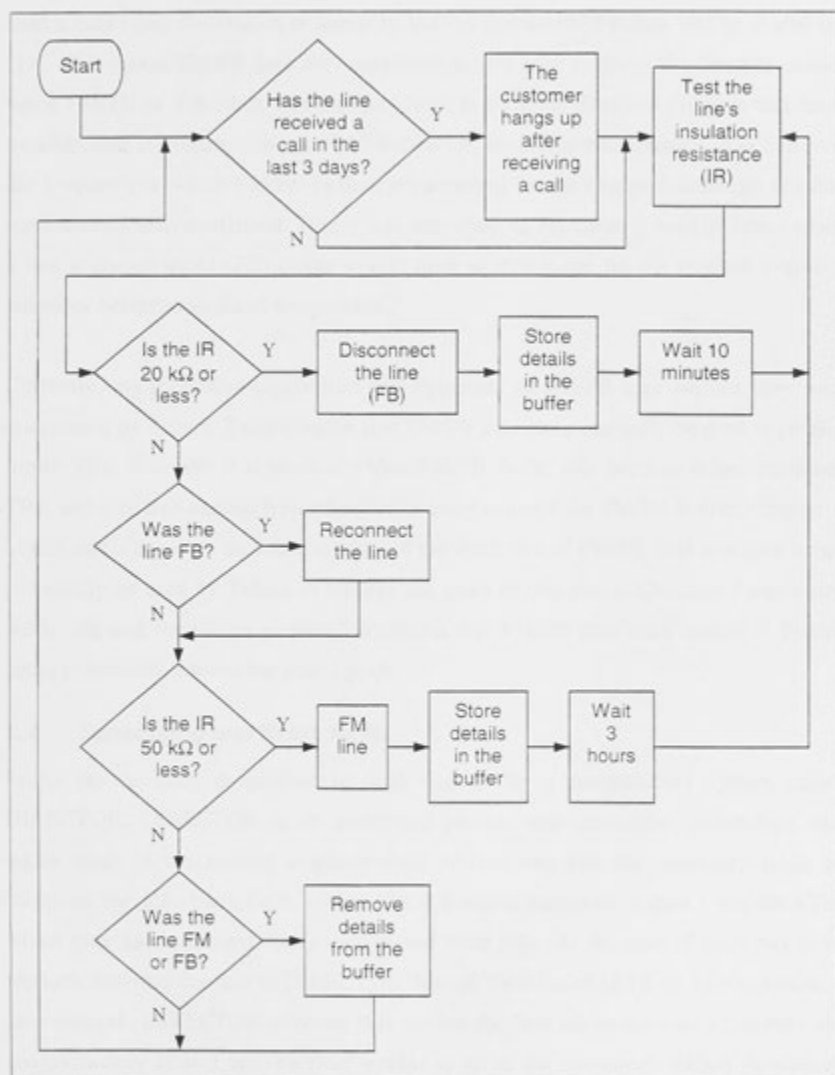 Start
Has the line
received a
call in the
last 3 days?
Y
N
The
customer
hangs up
after
receiving
a call
Test the
line's
insulation
resistance
(IR)
Is the IR
20 kΩ or
less?
Y
N
Disconnect
the line
(FB)
Store
details
in the
buffer
Wait 10
minutes
Was the
line FB?
Y
N
Reconnect
the line
Is the IR
50 kΩ or
less?
Y
N
FM
line
Store
details
in the
buffer
Wait
3
hours
Was the
line FM
or FB?
Y
N
Remove
details
from the
buffer